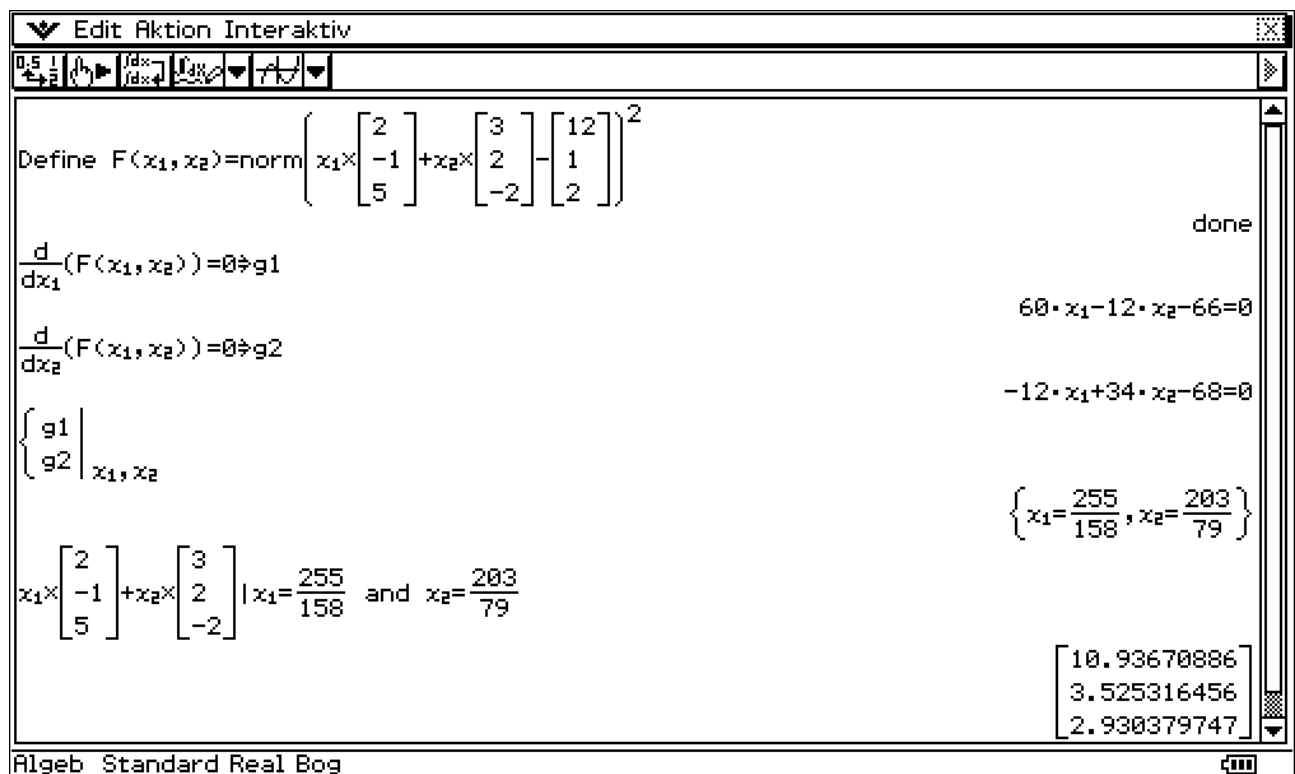 Edit Aktion Interaktiv
Define F(x₁,x₂)=norm(x₁×[2 -1 5]+x₂×[3 2 -2]-[12 1 2])²
done
d/dx₁(F(x₁,x₂))=0⇒g1
60·x₁-12·x₂-66=0
d/dx₂(F(x₁,x₂))=0⇒g2
-12·x₁+34·x₂-68=0
{g1 g2|x₁,x₂
{x₁=255/158,x₂=203/79}
x₁×[2 -1 5]+x₂×[3 2 -2]|x₁=255/158 and x₂=203/79
[10.93670886
3.525316456
2.930379747]
Algeb Standard Real Bog